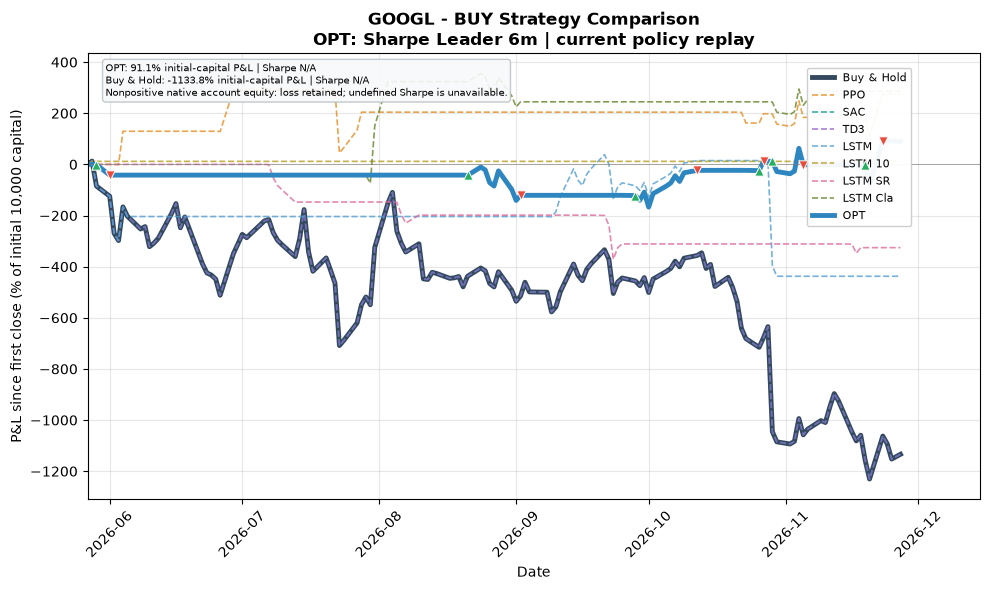 GOOGL - BUY Strategy Comparison
OPT: Sharpe Leader 6m | current policy replay
OPT: 91.1% initial-capital P&L | Sharpe N/A
Buy & Hold: -1133.8% initial-capital P&L | Sharpe N/A
Nonpositive native account equity: loss retained; undefined Sharpe is unavailable.
Buy & Hold
PPO
SAC
TD3
LSTM
LSTM 10
LSTM SR
LSTM Cla
OPT
P&L since first close (% of initial 10,000 capital)
400
200
0
−200
−400
−600
−800
−1000
−1200
2026-06
2026-07
2026-08
2026-09
2026-10
2026-11
2026-12
Date